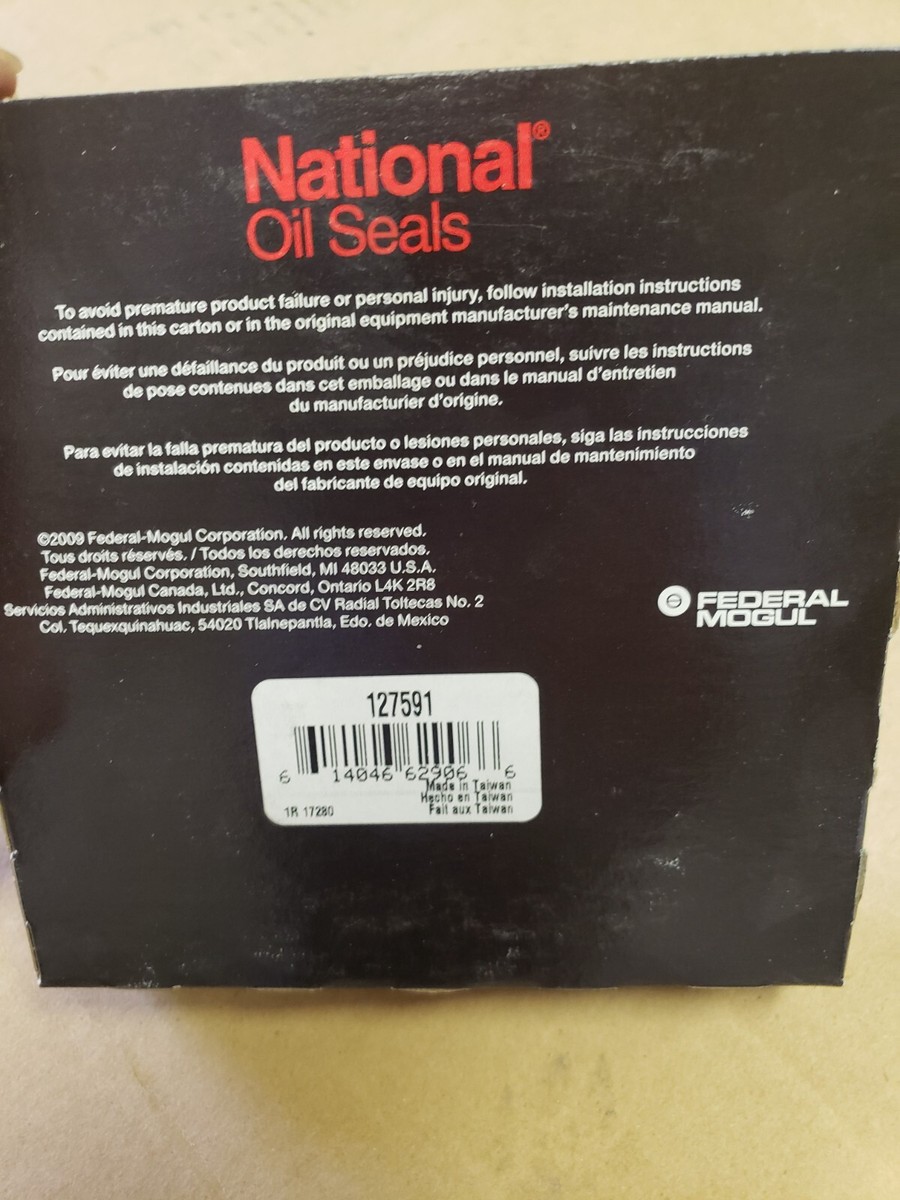 National®
Oil Seals
To avoid premature product failure or personal injury, follow installation instructions
contained in this carton or in the original equipment manufacturer's maintenance manual.
Pour éviter une défaillance du produit ou un préjudice personnel, suivre les instructions
de pose contenues dans cet emballage ou dans le manuel d'entretien
du manufacturier d'origine.
Para evitar la falla prematura del producto o lesiones personales, siga las instrucciones
de instalación contenidas en este envase o en el manual de mantenimiento
del fabricante de equipo original.
©2009 Federal-Mogul Corporation. All rights reserved.
Tous droits réservés. / Todos los derechos reservados.
Federal-Mogul Corporation, Southfield, MI 48033 U.S.A.
Federal-Mogul Canada, Ltd., Concord, Ontario L4K 2R8
Servicios Administrativos Industriales SA de CV Radial Toltecas No. 2
Col. Tequexquinahuac, 54020 Tlalnepantla, Edo. de Mexico
FEDERAL
MOGUL
127591
6 14046 62906 6
Made in Taiwan
Hecho en Taiwan
1R 17280 Fait aux Taiwan